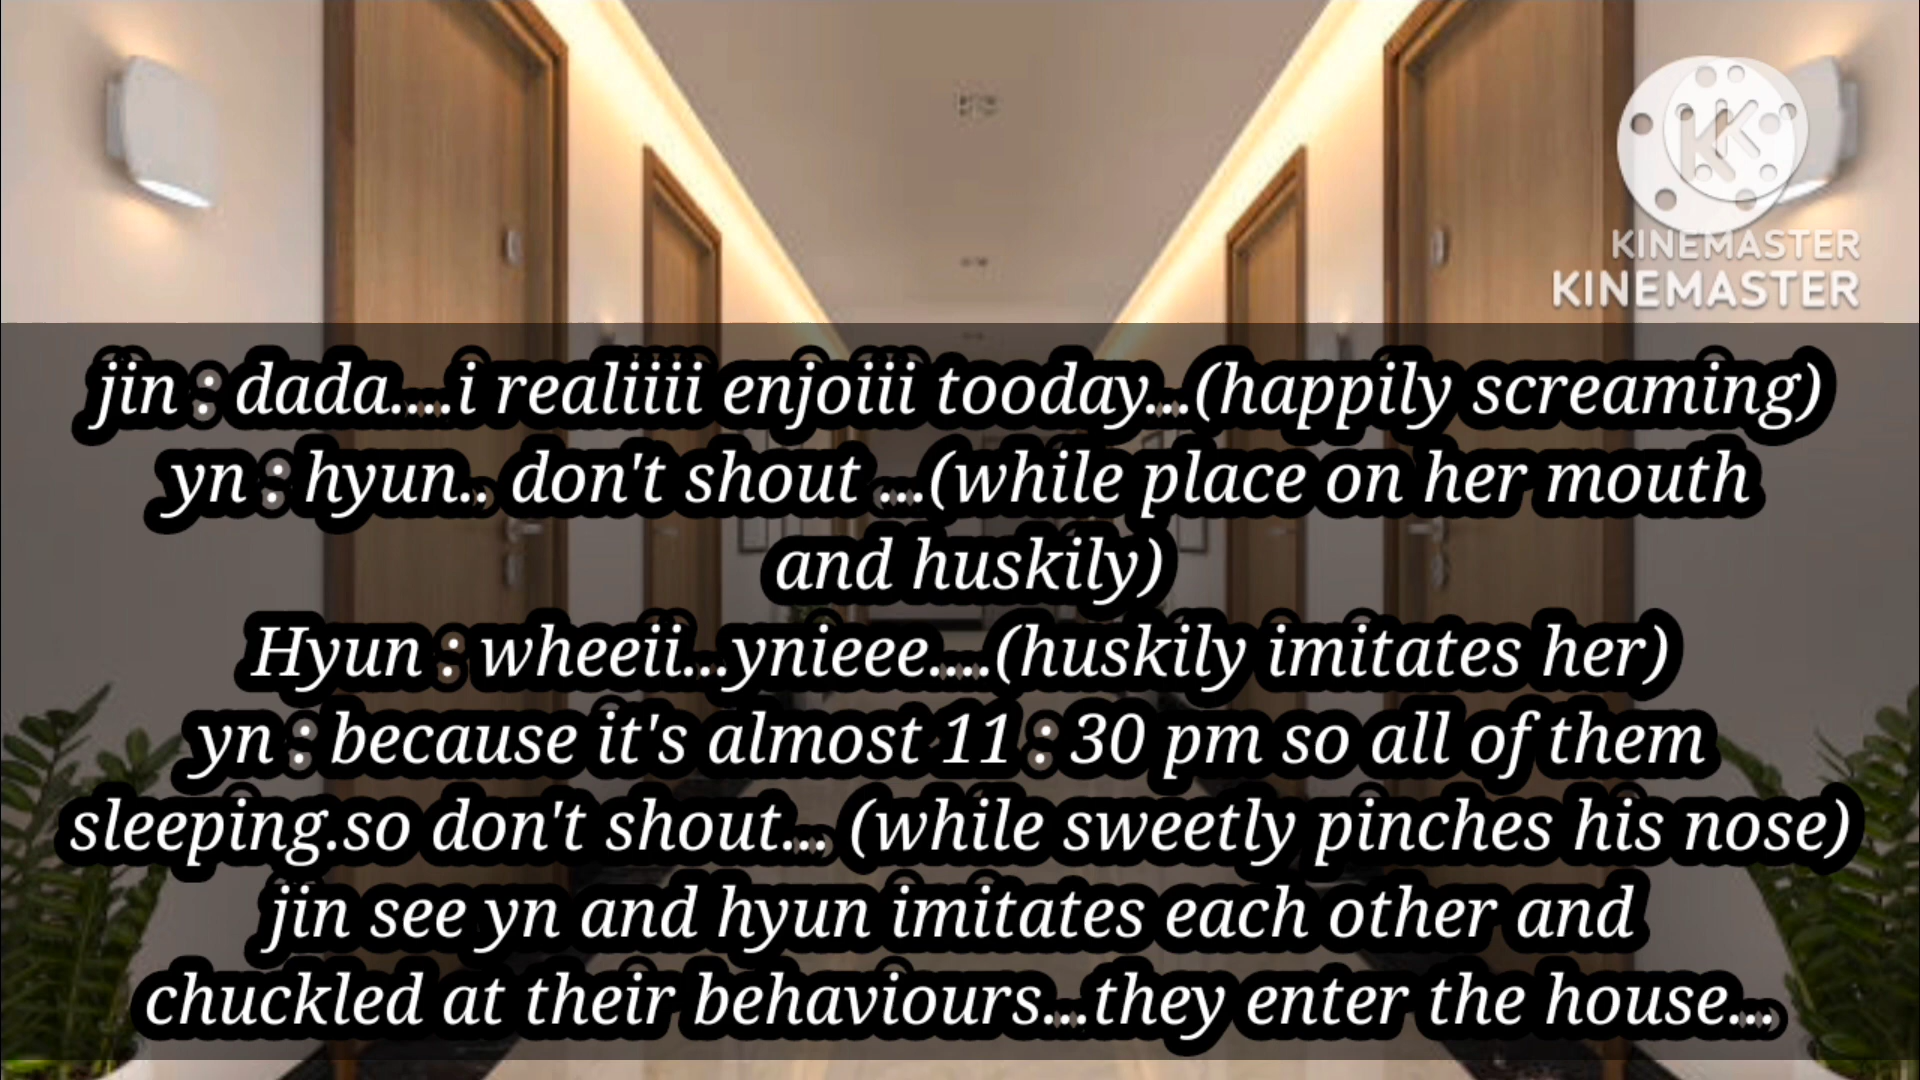 KINEMASTER
KINEMASTER
jin : dada....i realiiii enjoiii tooday...(happily screaming)
yn : hyun.. don't shout ...(while place on her mouth
and huskily)
Hyun : wheeii...ynieee....(huskily imitates her)
yn : because it's almost 11 : 30 pm so all of them
sleeping.so don't shout... (while sweetly pinches his nose)
jin see yn and hyun imitates each other and
chuckled at their behaviours...they enter the house...